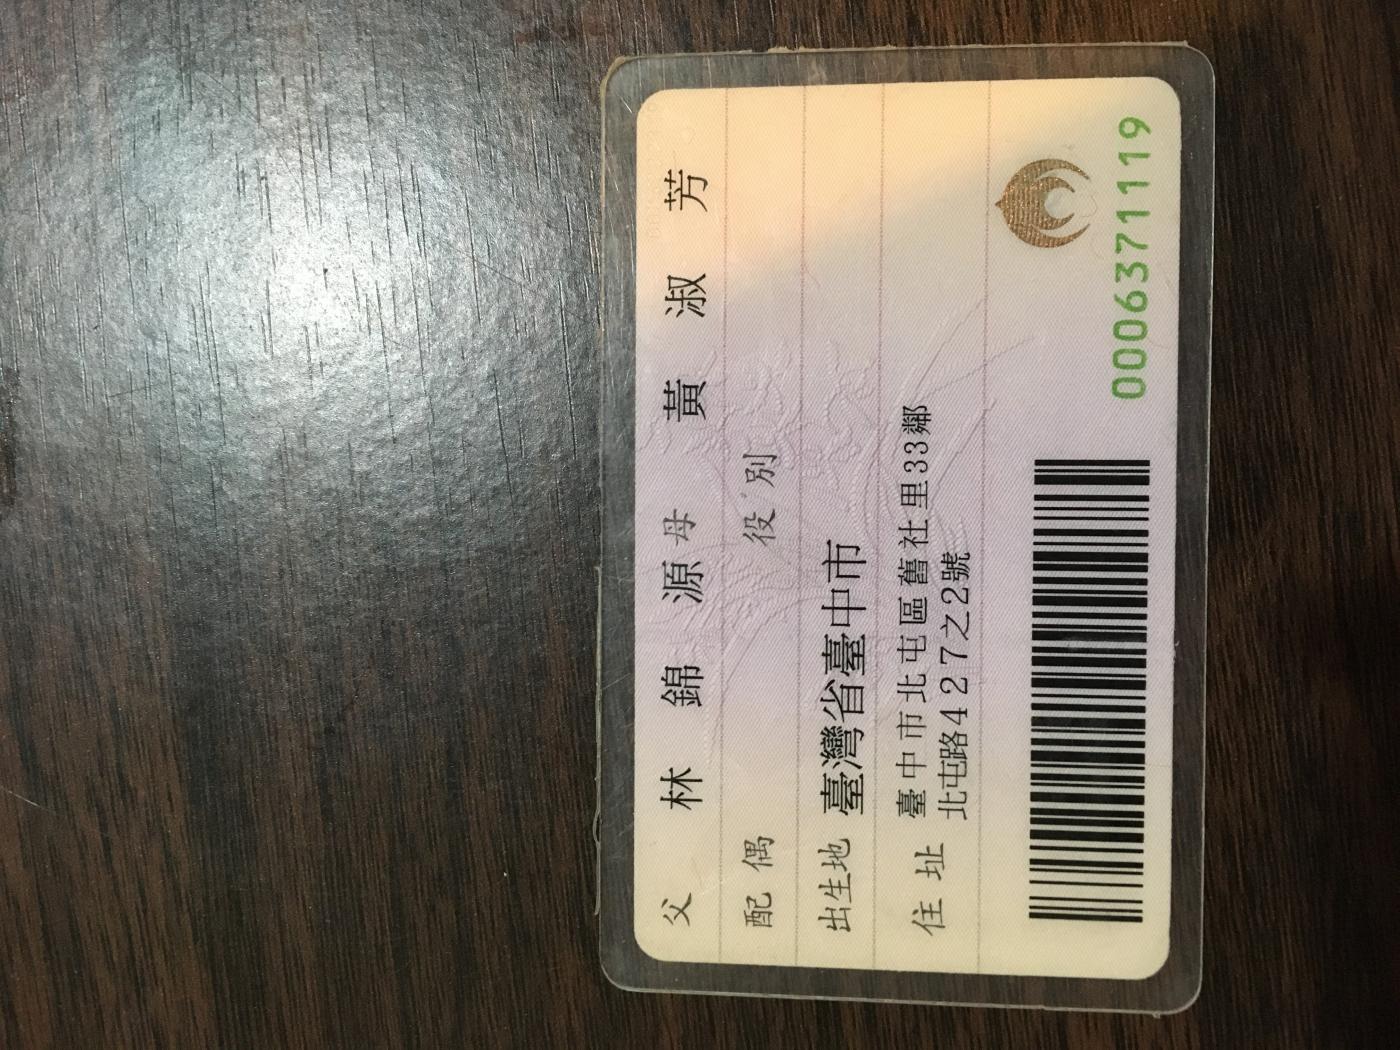 父 林錦源 母 黃淑芳
配偶 役別
出生地 臺灣省臺中市
住址 臺中市北屯區舊社里33鄰
北屯路427之2號
0006371119